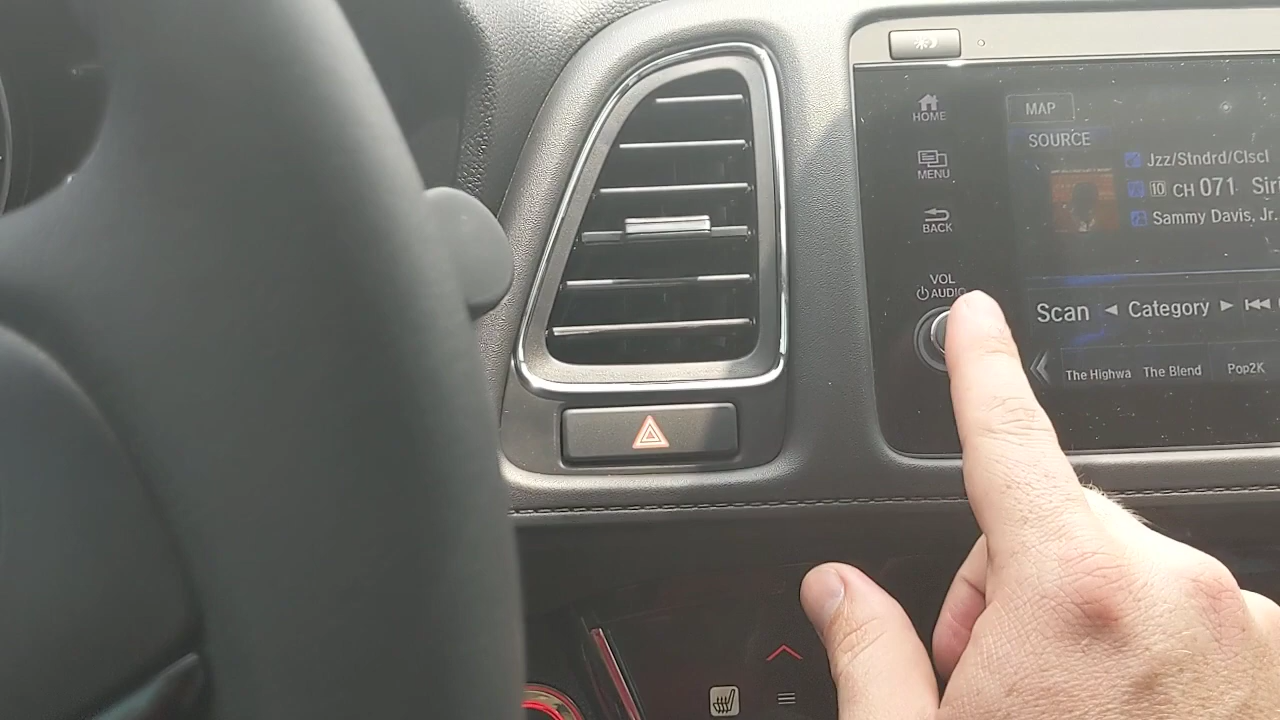 HOME
MENU
BACK
VOL
AUDIO
MAP
SOURCE
Jzz/Stndrd/Clscl
10 CH 071 Siri
Sammy Davis, Jr.
Scan Category
The Highwa The Blend Pop2K